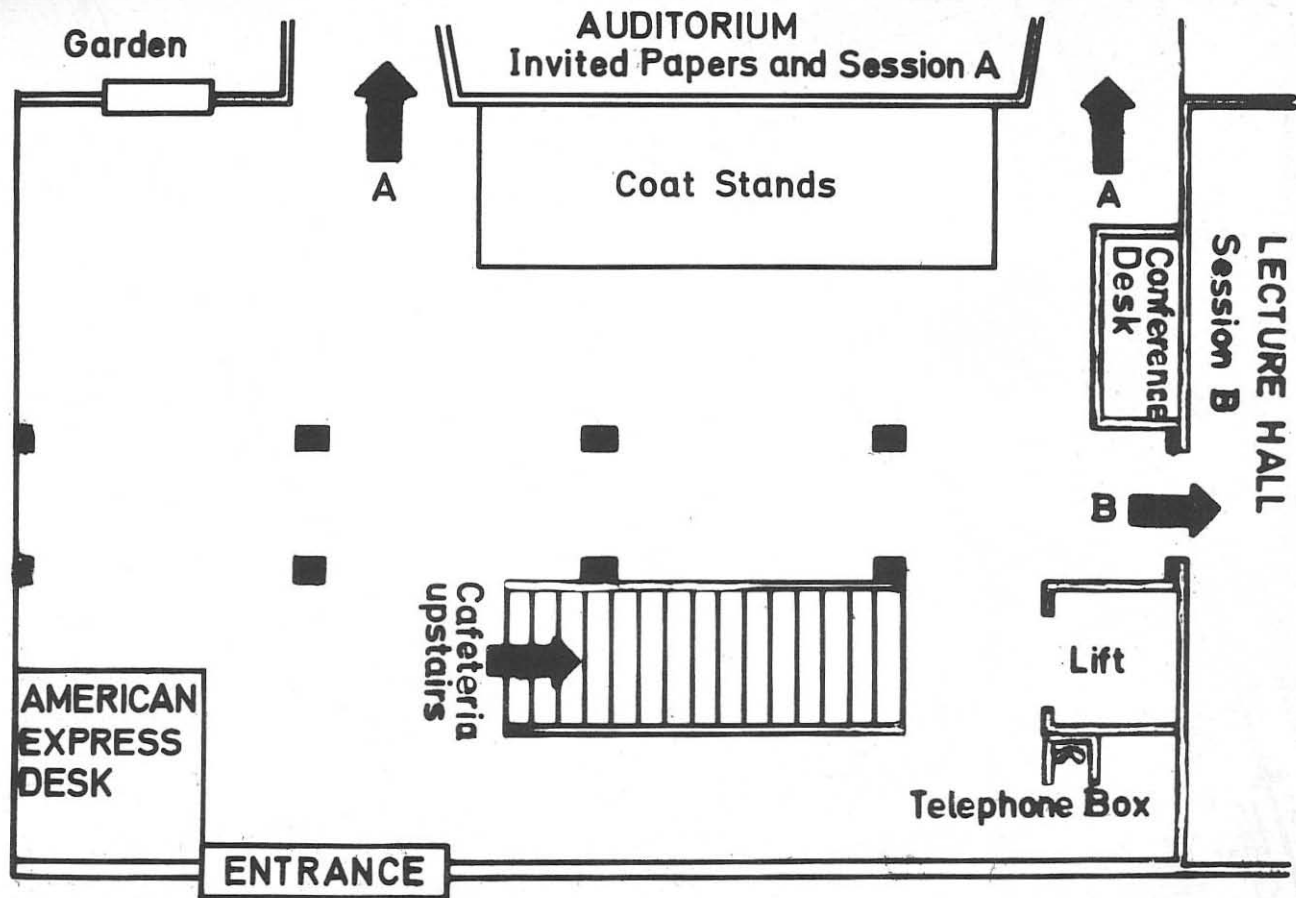 Garden
AUDITORIUM
Invited Papers and Session A
A
Coat Stands
A
Conference
Desk
LECTURE HALL
Session B
B
Cafeteria
upstairs
Lift
AMERICAN
EXPRESS
DESK
Telephone Box
ENTRANCE